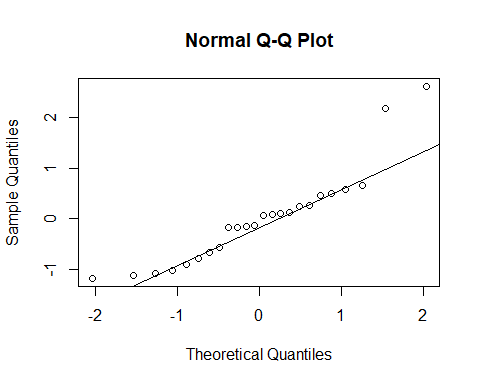 Normal Q-Q Plot
Sample Quantiles
2
1
0
-1
-2 -1 0 1 2
Theoretical Quantiles